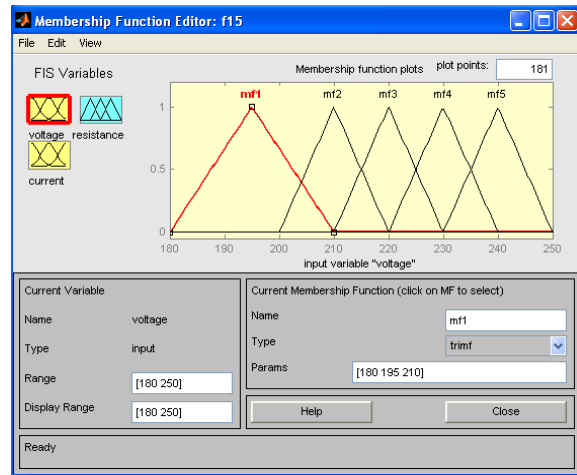 Membership Function Editor: f15
File Edit View
FIS Variables
Membership function plots plot points: 181
mf1 mf2 mf3 mf4 mf5
voltage resistance
current
1
0.5
0
180 190 200 210 220 230 240 250
input variable "voltage"
Current Variable
Name voltage
Type input
Range [180 250]
Display Range [180 250]
Current Membership Function (click on MF to select)
Name mf1
Type trimf
Params [180 195 210]
Help Close
Ready